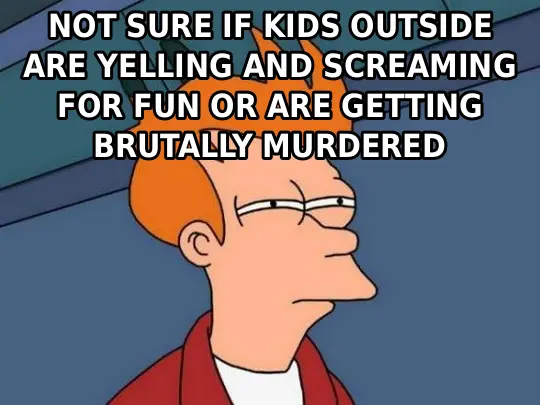 NOT SURE IF KIDS OUTSIDE
ARE YELLING AND SCREAMING
FOR FUN OR ARE GETTING
BRUTALLY MURDERED